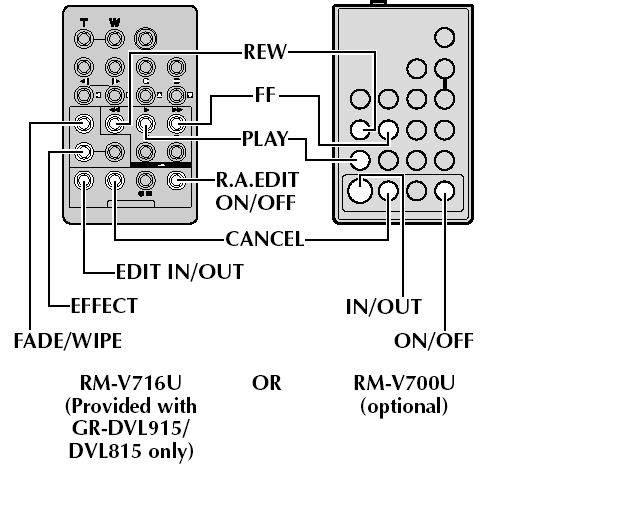 T W
REW
FF
PLAY
R.A.EDIT
ON/OFF
CANCEL
EDIT IN/OUT
EFFECT
IN/OUT
FADE/WIPE
ON/OFF
RM-V716U OR RM-V700U
(Provided with (optional)
GR-DVL915/
DVL815 only)